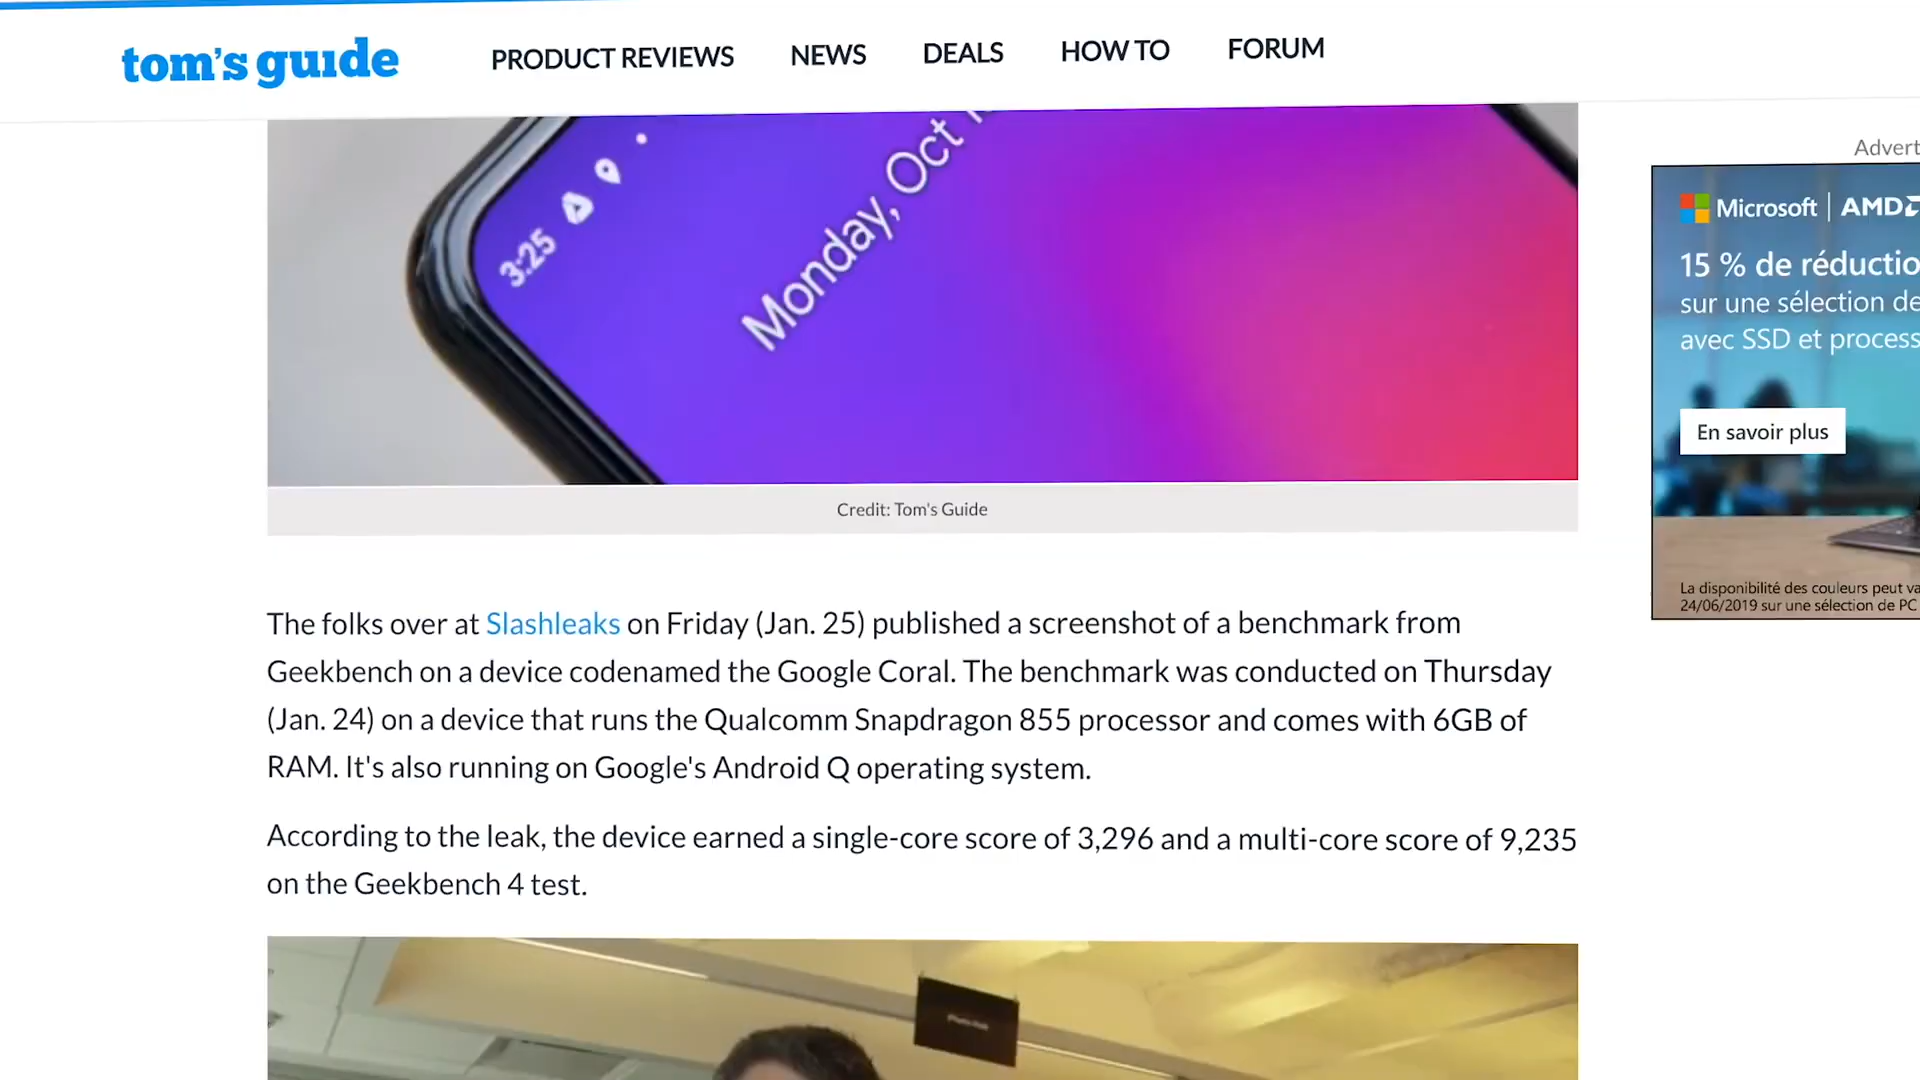 tom's guide
PRODUCT REVIEWS
NEWS
DEALS
HOW TO
FORUM
3:25
Monday, Oct
Credit: Tom's Guide
The folks over at Slashleaks on Friday (Jan. 25) published a screenshot of a benchmark from
Geekbench on a device codenamed the Google Coral. The benchmark was conducted on Thursday
(Jan. 24) on a device that runs the Qualcomm Snapdragon 855 processor and comes with 6GB of
RAM. It's also running on Google's Android Q operating system.
According to the leak, the device earned a single-core score of 3,296 and a multi-core score of 9,235
on the Geekbench 4 test.
Advert
Microsoft | AMD
15 % de réductio
sur une sélection de
avec SSD et process
En savoir plus
La disponibilité des couleurs peut va
24/06/2019 sur une sélection de PC